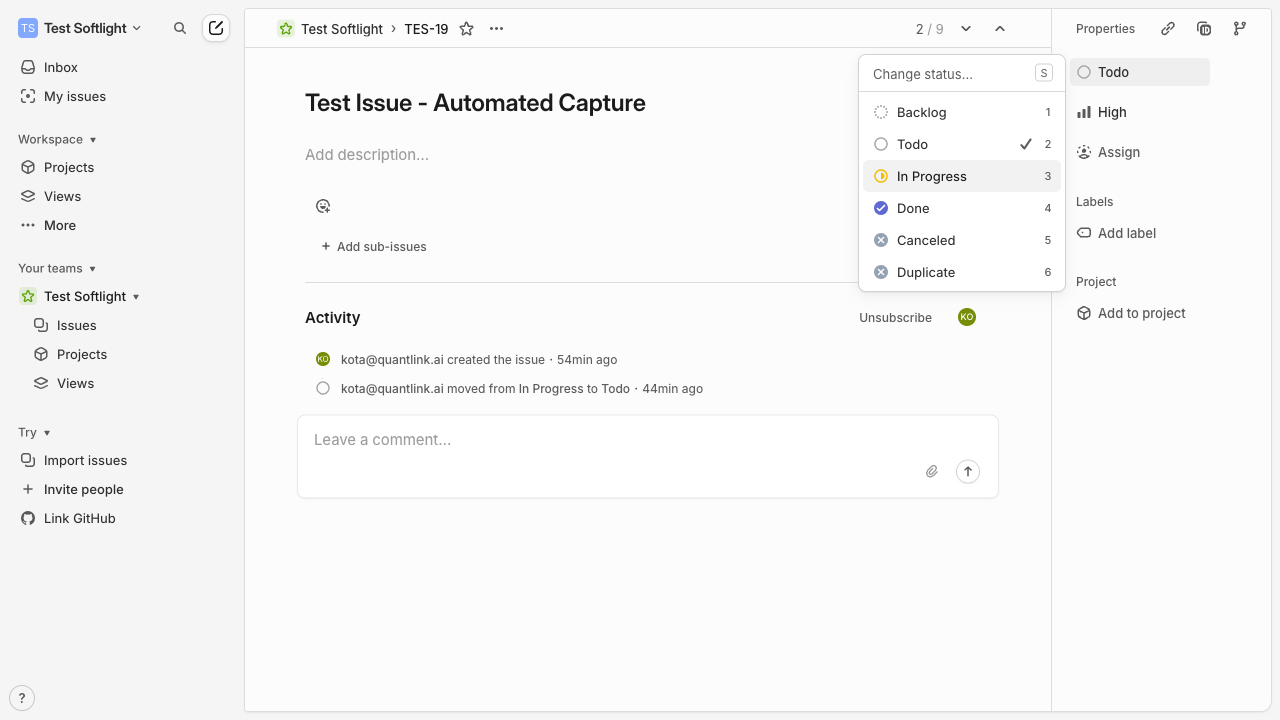 TS Test Softlight
Inbox
My issues
Workspace
Projects
Views
More
Your teams
Test Softlight
Issues
Projects
Views
Try
Import issues
Invite people
Link GitHub
?
Test Softlight › TES-19
2 / 9
Test Issue - Automated Capture
Add description...
Add sub-issues
Activity
Unsubscribe
KO
KO kota@quantlink.ai created the issue · 54min ago
kota@quantlink.ai moved from In Progress to Todo · 44min ago
Leave a comment...
Change status... S
Backlog 1
Todo 2
In Progress 3
Done 4
Canceled 5
Duplicate 6
Properties
Todo
High
Assign
Labels
Add label
Project
Add to project